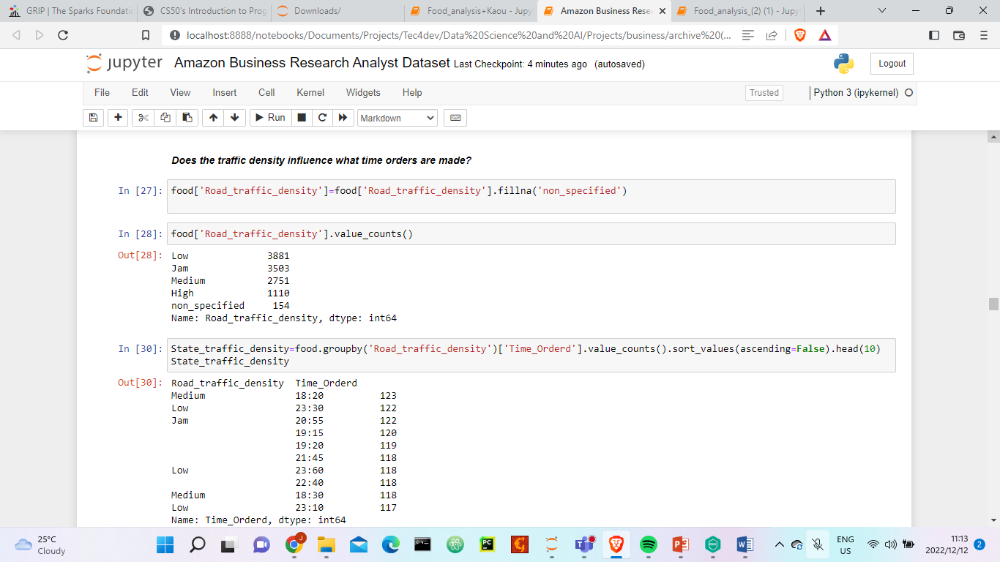 GRIP | The Sparks Foundatic
CS50's Introduction to Prog
Downloads/
Food_analysis+Kaou - Jupy
Amazon Business Rese
Food_analysis_(2) (1) - Jupy
localhost:8888/notebooks/Documents/Projects/Tec4dev/Data%20Science%20and%20AI/Projects/business/archive%20(...
jupyter Amazon Business Research Analyst Dataset Last Checkpoint: 4 minutes ago (autosaved)
Logout
File Edit View Insert Cell Kernel Widgets Help
Trusted
Python 3 (ipykernel)
Run
Markdown
Does the traffic density influence what time orders are made?
In [27]: food['Road_traffic_density']=food['Road_traffic_density'].fillna('non_specified')
In [28]: food['Road_traffic_density'].value_counts()
Out[28]: Low 3881
Jam 3503
Medium 2751
High 1110
non_specified 154
Name: Road_traffic_density, dtype: int64
In [30]: State_traffic_density=food.groupby('Road_traffic_density')['Time_Orderd'].value_counts().sort_values(ascending=False).head(10)
State_traffic_density
Out[30]: Road_traffic_density Time_Orderd
Medium 18:20 123
Low 23:30 122
Jam 20:55 122
19:15 120
19:20 119
21:45 118
Low 23:60 118
22:40 118
Medium 18:30 118
Low 23:10 117
Name: Time_Orderd, dtype: int64
25°C
Cloudy
J
PC
ENG
US
11:13
2022/12/12
2